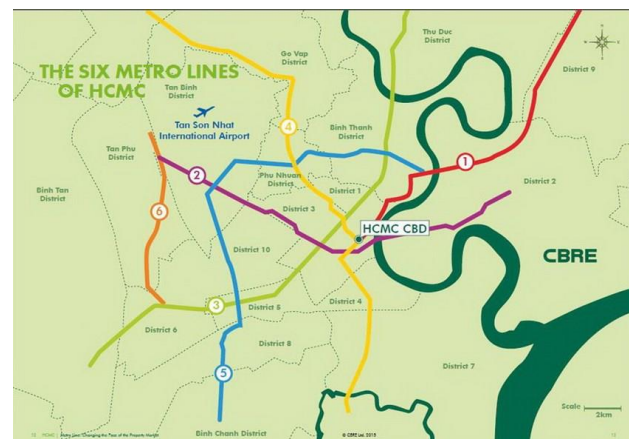 THE SIX METRO LINES
OF HCMC
Go Vap
District
Thu Duc
District
District 9
Tan Binh
District
Tan Son Nhat
International Airport
4
Binh Thanh
District
Tan Phu
District
1
2
Phu Nhuan
District
District 1
District 2
Binh Tan
District
6
District 3
HCMC CBD
District 10
CBRE
3
District 5
District 4
District 6
District 8
5
District 7
Scale
2km
Binh Chanh District
© CBRE Ltd. 2015